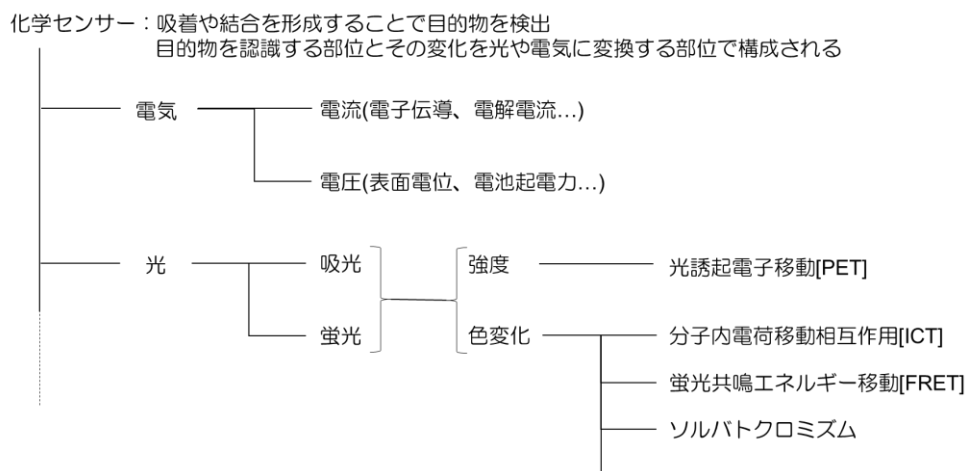 化学センサー：吸着や結合を形成することで目的物を検出
目的物を認識する部位とその変化を光や電気に変換する部位で構成される
電気
電流(電子伝導、電解電流…)
電圧(表面電位、電池起電力…)
光
吸光
強度
光誘起電子移動[PET]
蛍光
色変化
分子内電荷移動相互作用[ICT]
蛍光共鳴エネルギー移動[FRET]
ソルバトクロミズム